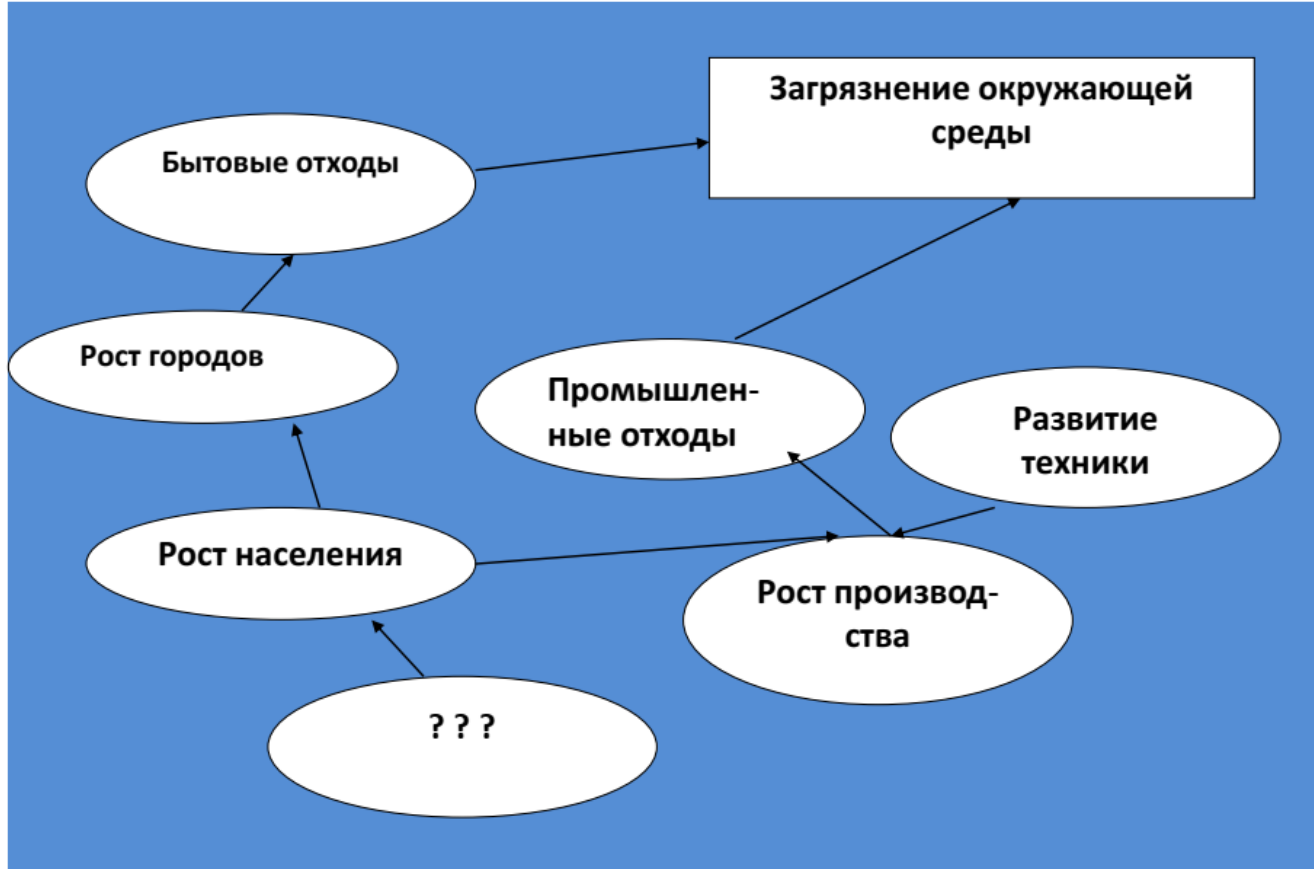 Загрязнение окружающей
среды
Бытовые отходы
Рост городов
Промышлен-
ные отходы
Развитие
техники
Рост населения
Рост производ-
ства
? ? ?